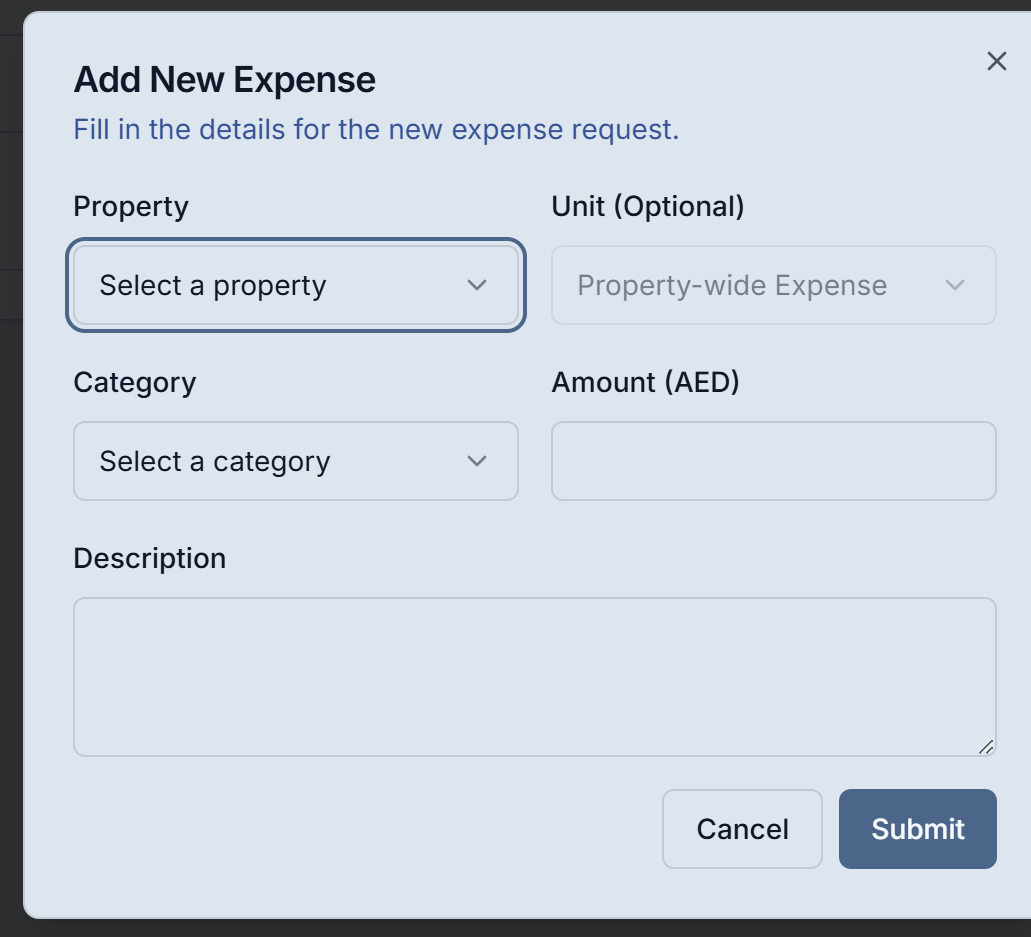 Add New Expense
Fill in the details for the new expense request.
Property
Unit (Optional)
Select a property
Property-wide Expense
Category
Amount (AED)
Select a category
Description
Cancel
Submit